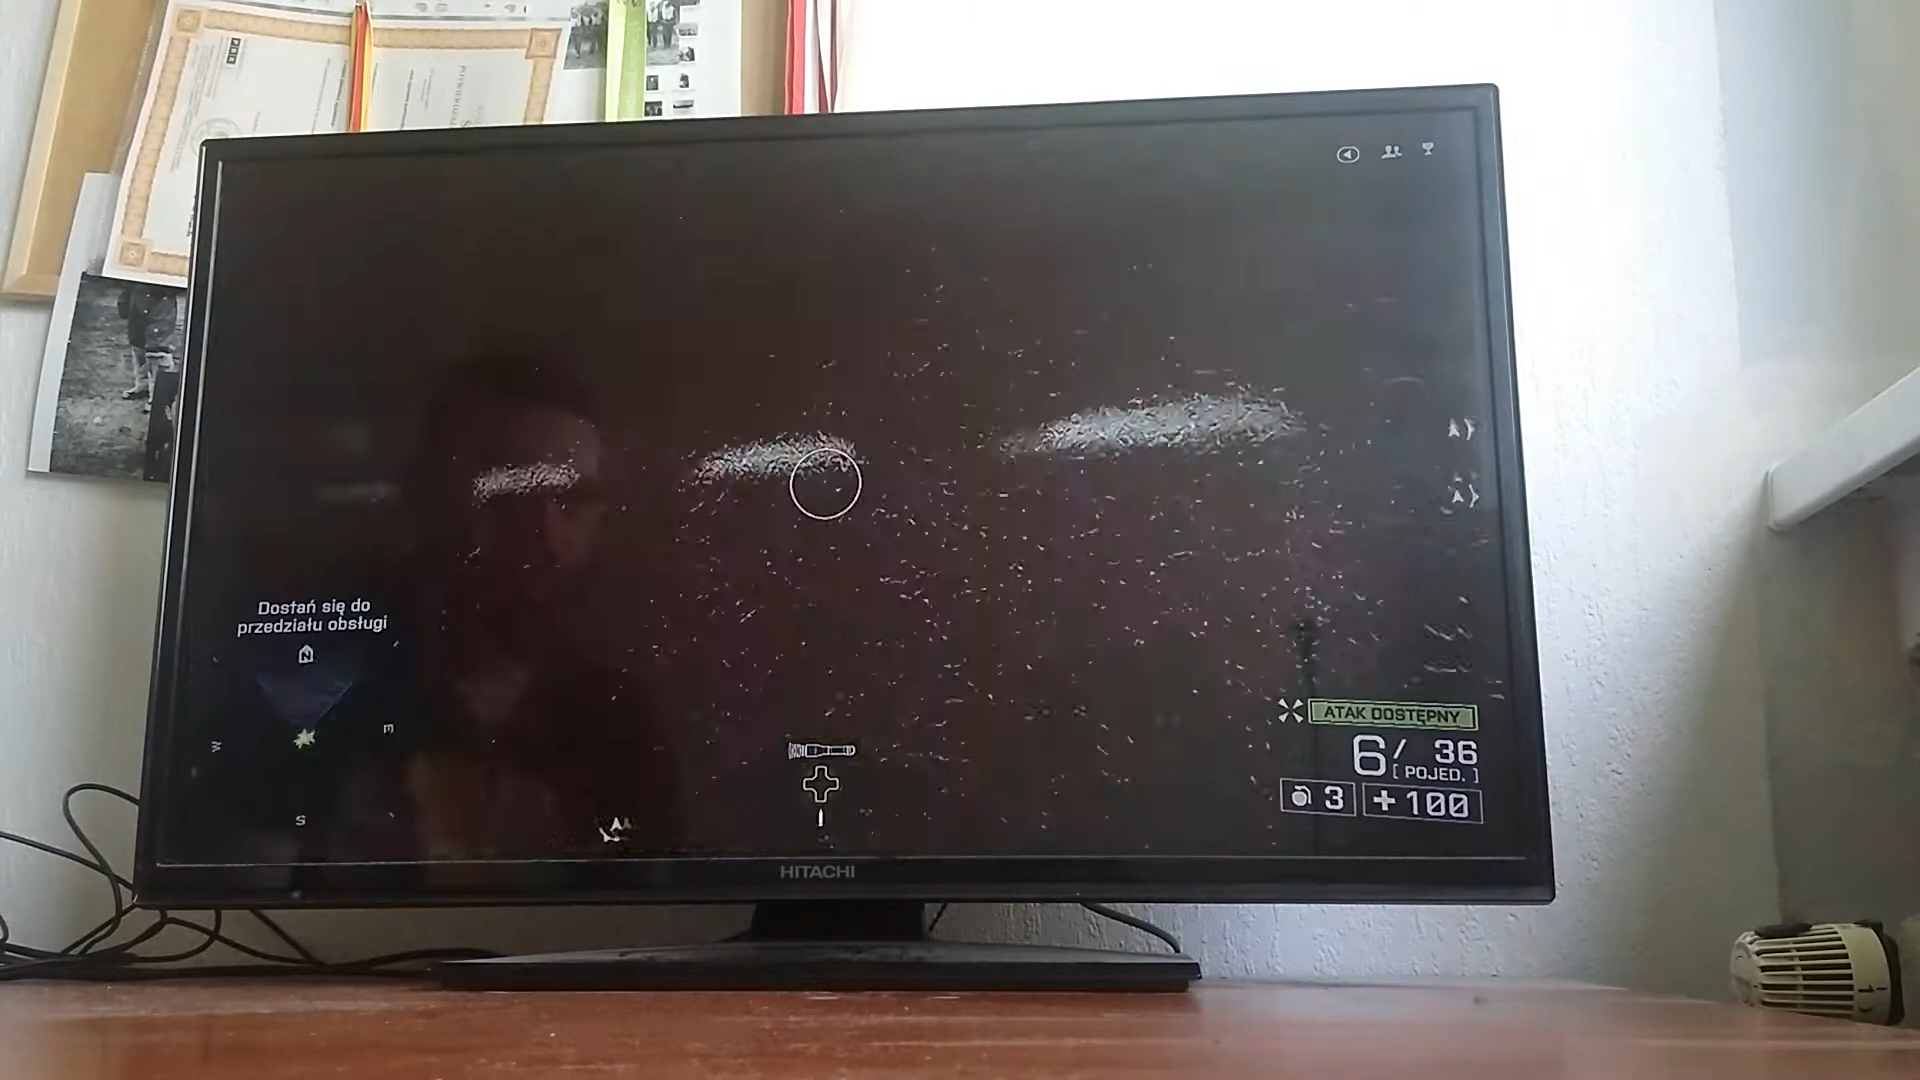 Dostań się do
przedziału obsługi
N
W
E
S
ATAK DOSTĘPNY
6/ 36
[ POJED. ]
3
+100
HITACHI